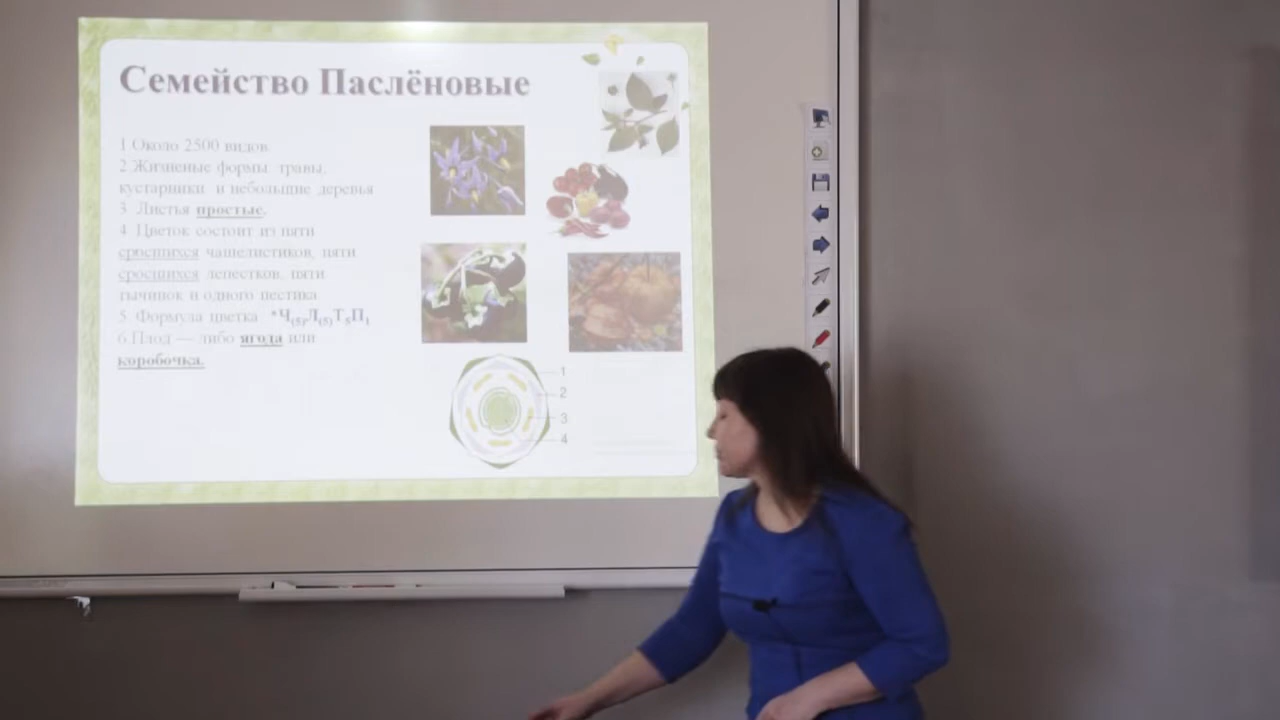 Семейство Паслёновые
1 Около 2500 видов
2 Жизненые формы: травы,
кустарники и небольшие деревья
3 Листья простые.
4 Цветок состоит из пяти
сросшихся чашелистиков, пяти
сросшихся лепестков, пяти
тычинок и одного пестика
5 Формула цветка *Ч(5)Л(5)Т5П1
6 Плод — либо ягода или
коробочка.
1
2
3
4